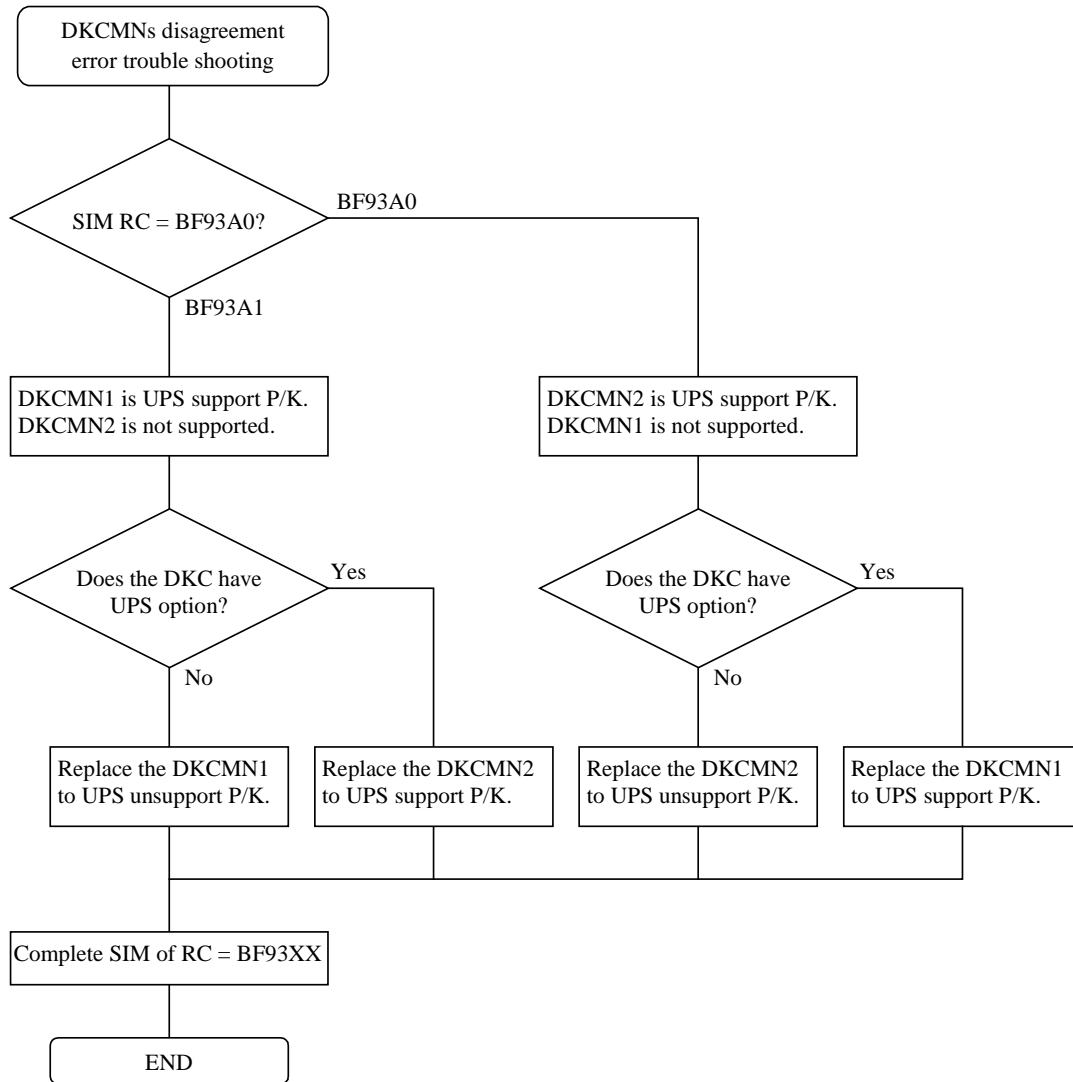 DKCMNs disagreement
error trouble shooting
SIM RC = BF93A0?
BF93A0
BF93A1
DKCMN1 is UPS support P/K.
DKCMN2 is not supported.
DKCMN2 is UPS support P/K.
DKCMN1 is not supported.
Does the DKC have
UPS option?
Yes
No
Does the DKC have
UPS option?
Yes
No
Replace the DKCMN1
to UPS unsupport P/K.
Replace the DKCMN2
to UPS support P/K.
Replace the DKCMN2
to UPS unsupport P/K.
Replace the DKCMN1
to UPS support P/K.
Complete SIM of RC = BF93XX
END